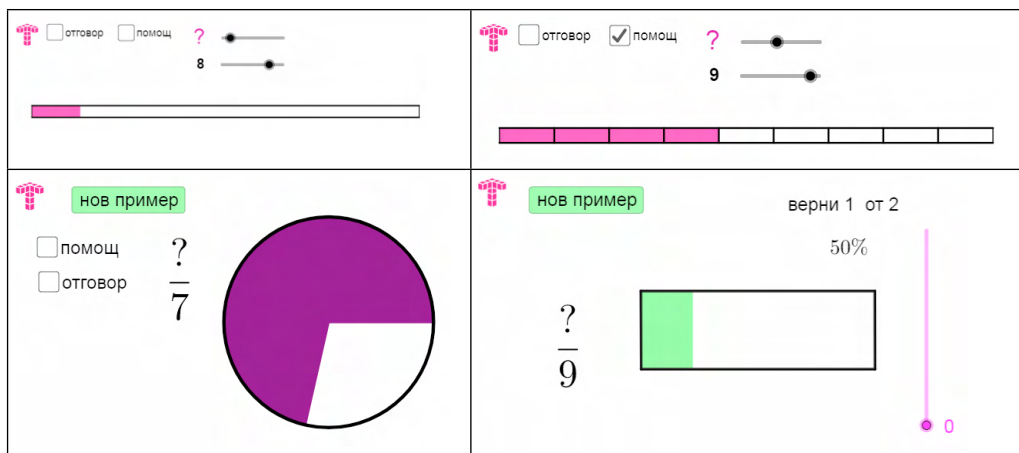 отговор помощ ?
8
отговор помощ ?
9
нов пример
помощ
отговор
?
7
нов пример
верни 1 от 2
50%
?
9
0